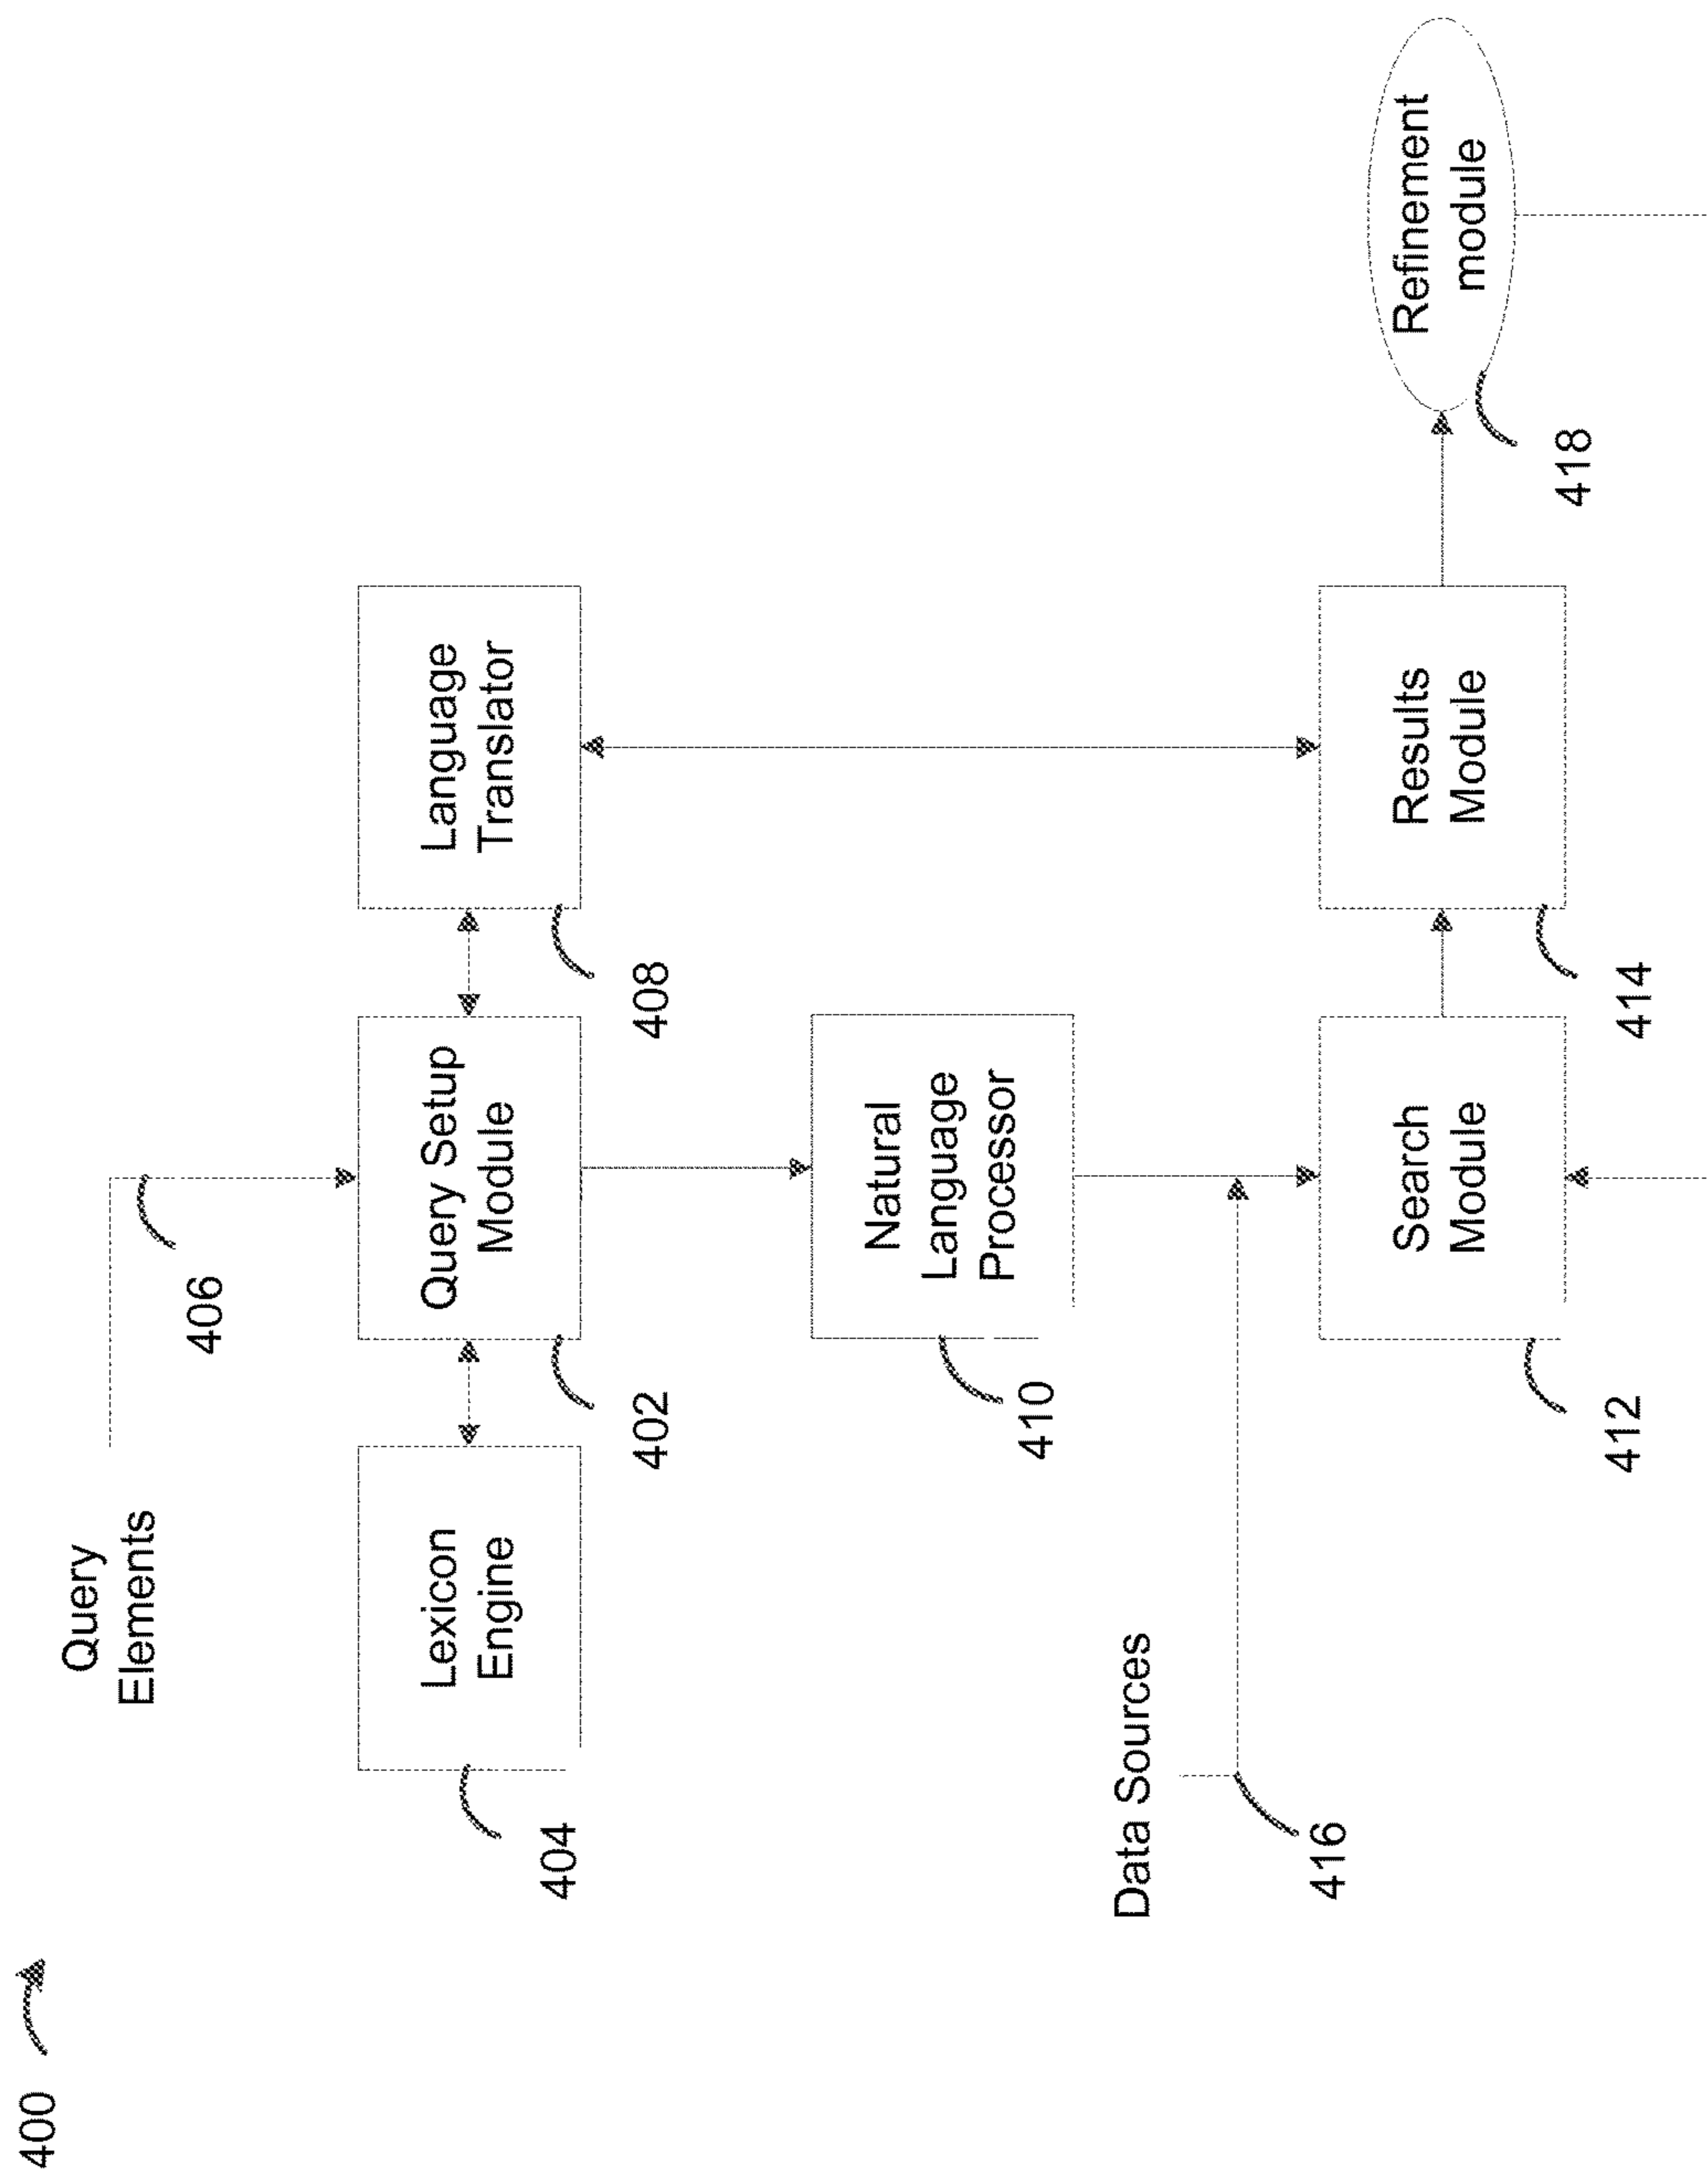 400
Query
Elements
406
Lexicon
Engine
404
Query Setup
Module
402
Language
Translator
408
Natural
Language
Processor
410
Data Sources
416
Search
Module
412
Results
Module
414
Refinement
module
418